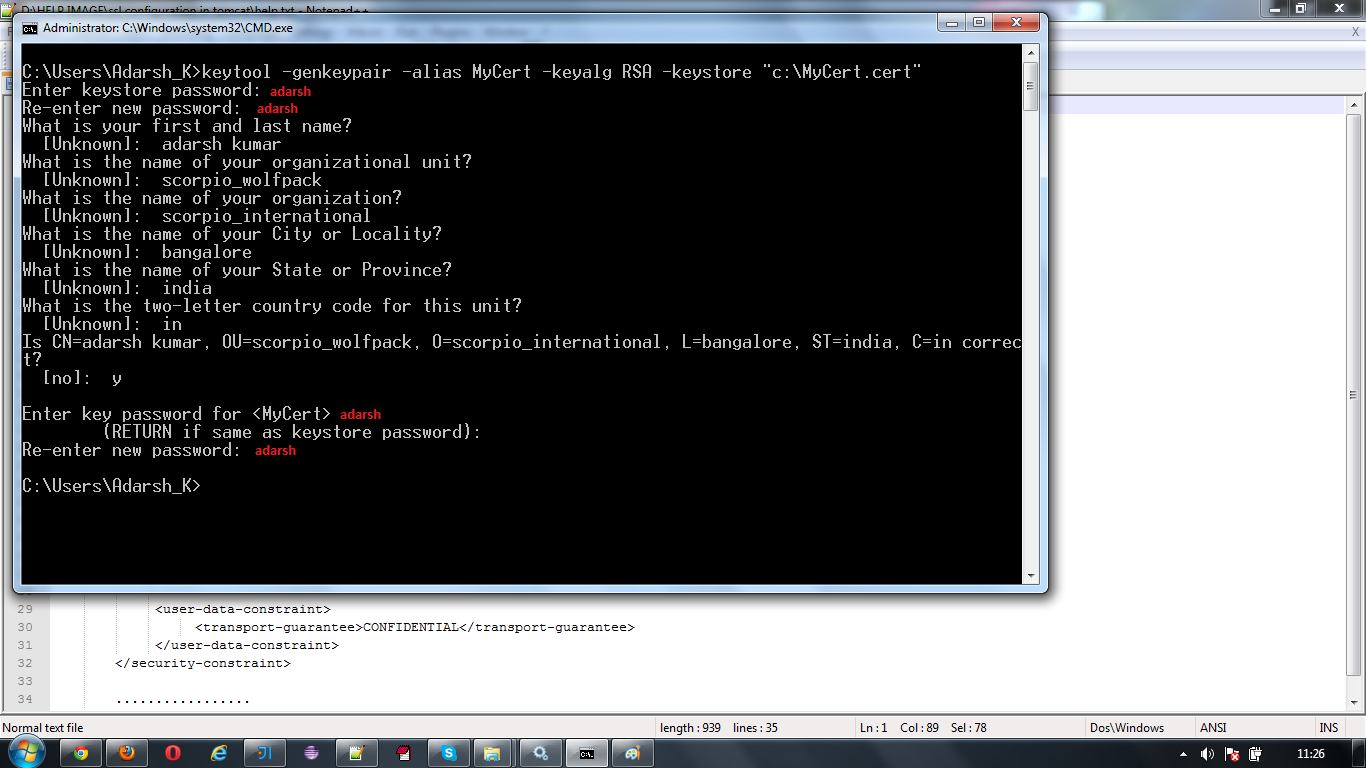 D:\HELP IMAGE\ssl configuration in tomcat\help.txt - Notepad++
Administrator: C:\Windows\system32\CMD.exe
C:\Users\Adarsh_K>keytool -genkeypair -alias MyCert -keyalg RSA -keystore "c:\MyCert.cert"
Enter keystore password: adarsh
Re-enter new password: adarsh
What is your first and last name?
[Unknown]: adarsh kumar
What is the name of your organizational unit?
[Unknown]: scorpio_wolfpack
What is the name of your organization?
[Unknown]: scorpio_international
What is the name of your City or Locality?
[Unknown]: bangalore
What is the name of your State or Province?
[Unknown]: india
What is the two-letter country code for this unit?
[Unknown]: in
Is CN=adarsh kumar, OU=scorpio_wolfpack, O=scorpio_international, L=bangalore, ST=india, C=in correc
t?
[no]: y
Enter key password for <MyCert> adarsh
(RETURN if same as keystore password):
Re-enter new password: adarsh
C:\Users\Adarsh_K>
29 <user-data-constraint>
30 <transport-guarantee>CONFIDENTIAL</transport-guarantee>
31 </user-data-constraint>
32 </security-constraint>
33
34 .................
Normal text file length : 939 lines : 35 Ln : 1 Col : 89 Sel : 78 Dos\Windows ANSI INS
11:26